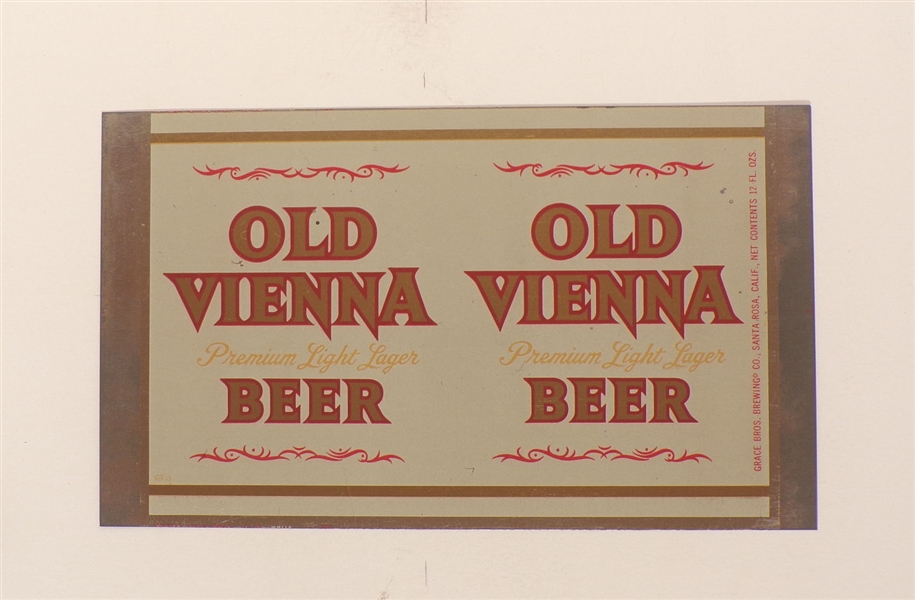 OLD
VIENNA
Premium Light Lager
BEER
OLD
VIENNA
Premium Light Lager
BEER
GRACE BROS. BREWING® CO., SANTA ROSA, CALIF., NET CONTENTS 12 FL. OZS.